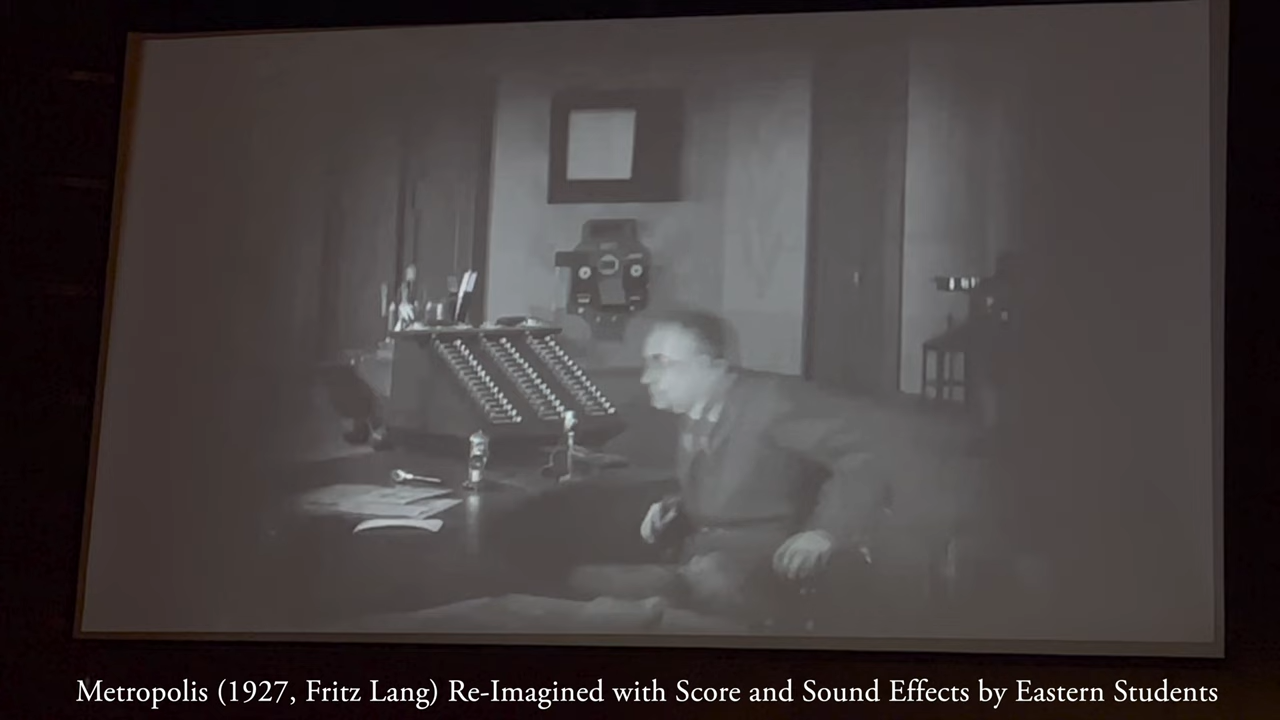 Metropolis (1927, Fritz Lang) Re-Imagined with Score and Sound Effects by Eastern Students